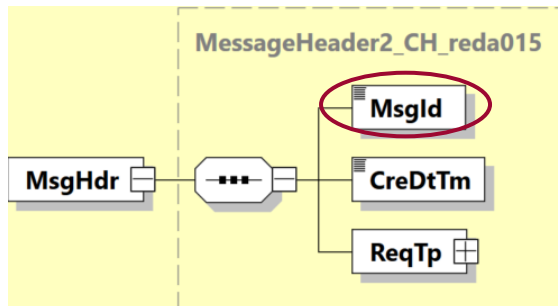 MessageHeader2_CH_reda015
MsgId
MsgHdr
CreDtTm
ReqTp